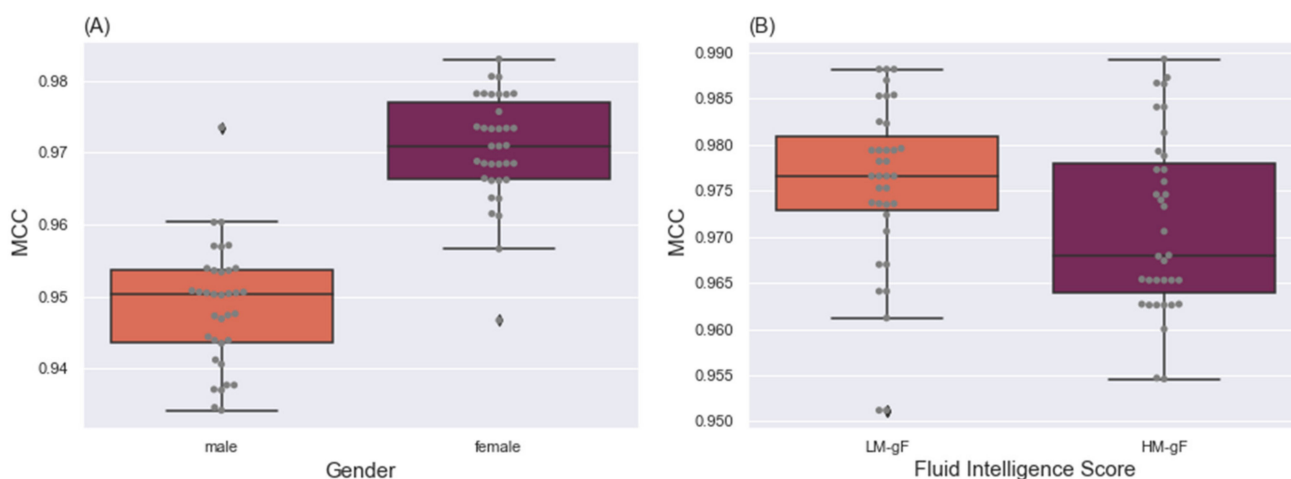 (A)
MCC
0.98
0.97
0.96
0.95
0.94
male female
Gender
(B)
MCC
0.990
0.985
0.980
0.975
0.970
0.965
0.960
0.955
0.950
LM-gF HM-gF
Fluid Intelligence Score